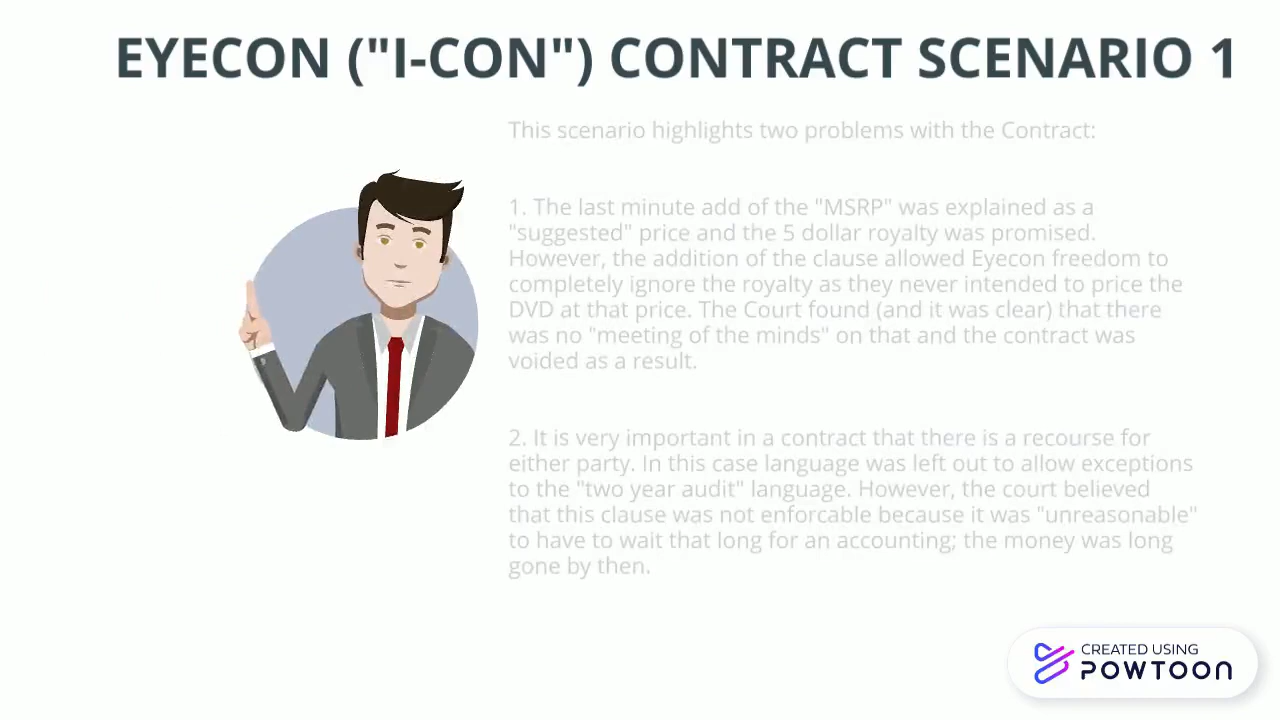 EYECON ("I-CON") CONTRACT SCENARIO 1
This scenario highlights two problems with the Contract:
1. The last minute add of the "MSRP" was explained as a
"suggested" price and the 5 dollar royalty was promised.
However, the addition of the clause allowed Eyecon freedom to
completely ignore the royalty as they never intended to price the
DVD at that price. The Court found (and it was clear) that there
was no "meeting of the minds" on that and the contract was
voided as a result.
2. It is very important in a contract that there is a recourse for
either party. In this case language was left out to allow exceptions
to the "two year audit" language. However, the court believed
that this clause was not enforcable because it was "unreasonable"
to have to wait that long for an accounting; the money was long
gone by then.
CREATED USING
POWTOON